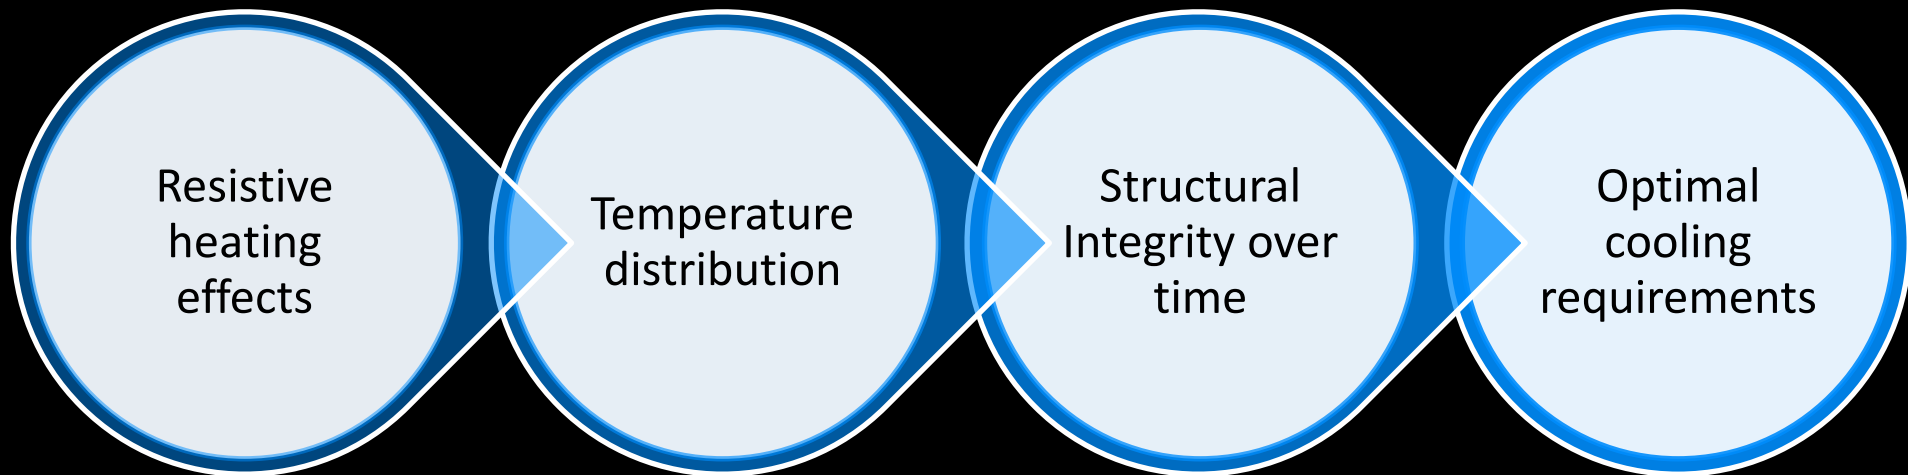 Resistive
heating
effects
Temperature
distribution
Structural
Integrity over
time
Optimal
cooling
requirements